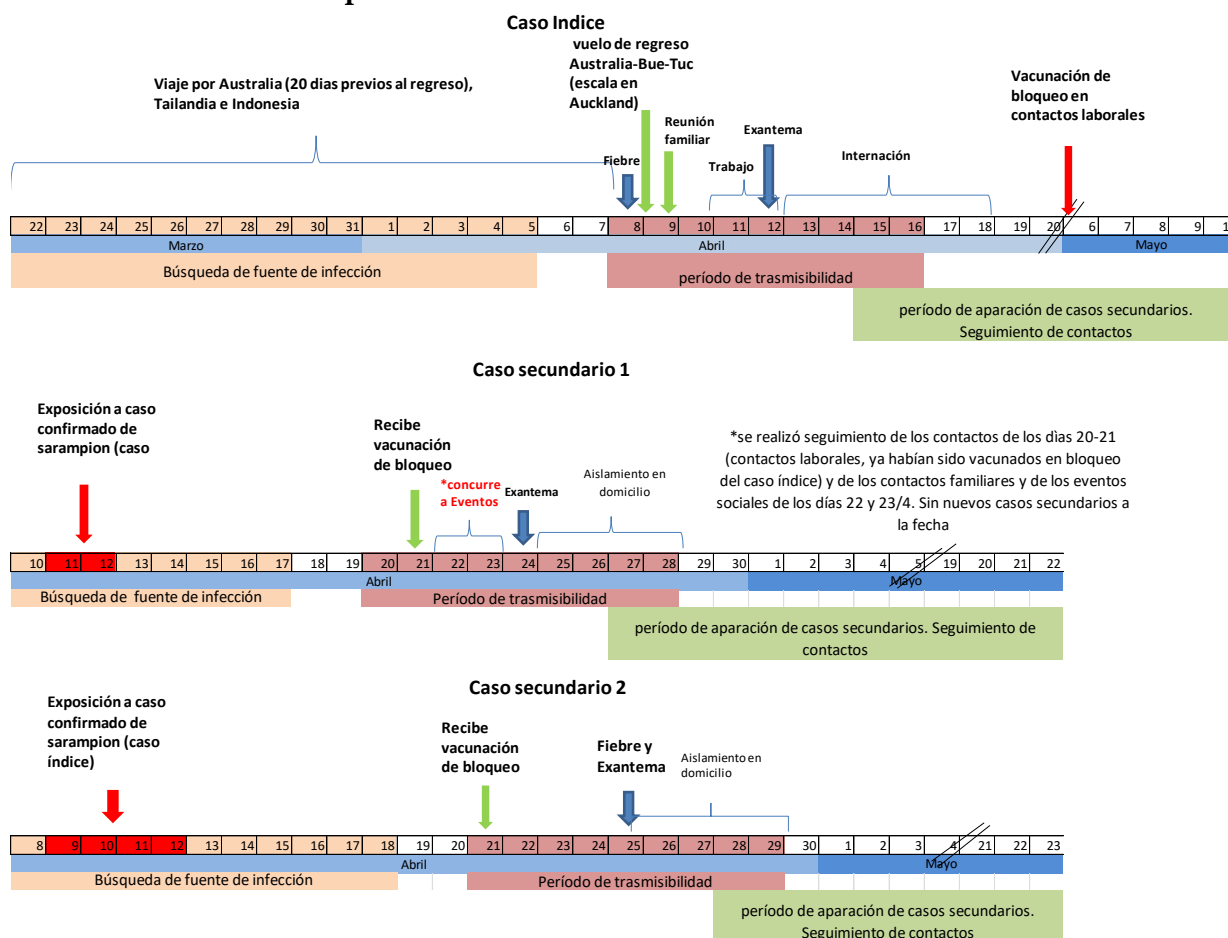 Caso Indice
vuelo de regreso
Australia-Bue-Tuc
(escala en
Auckland)
Viaje por Australia (20 dias previos al regreso),
Tailandia e Indonesia
Vacunación de
bloqueo en
contactos laborales
Reunión
familiar
Exantema
Fiebre
Trabajo
Internación
22 23 24 25 26 27 28 29 30 31 1 2 3 4 5 6 7 8 9 10 11 12 13 14 15 16 17 18 19 20 6 7 8 9 1
Marzo Abril Mayo
Búsqueda de fuente de infección
período de trasmisibilidad
período de aparación de casos secundarios.
Seguimiento de contactos
Caso secundario 1
Exposición a caso
confirmado de
sarampion (caso
Recibe
vacunación
de bloqueo
*concurre
a Eventos
Exantema
Aislamiento en
domicilio
*se realizó seguimiento de los contactos de los dìas 20-21
(contactos laborales, ya habían sido vacunados en bloqueo
del caso índice) y de los contactos familiares y de los eventos
sociales de los días 22 y 23/4. Sin nuevos casos secundarios a
la fecha
10 11 12 13 14 15 16 17 18 19 20 21 22 23 24 25 26 27 28 29 30 1 2 3 4 5 19 20 21 22
Abril Mayo
Búsqueda de fuente de infección
Período de trasmisibilidad
período de aparación de casos secundarios. Seguimiento de
contactos
Caso secundario 2
Exposición a caso
confirmado de
sarampion (caso
índice)
Recibe
vacunación
de bloqueo
Fiebre y
Exantema
Aislamiento en
domicilio
8 9 10 11 12 13 14 15 16 17 18 19 20 21 22 23 24 25 26 27 28 29 30 1 2 3 4 21 22 23
Abril Mayo
Búsqueda de fuente de infección
Período de trasmisibilidad
período de aparación de casos secundarios.
Seguimiento de contactos